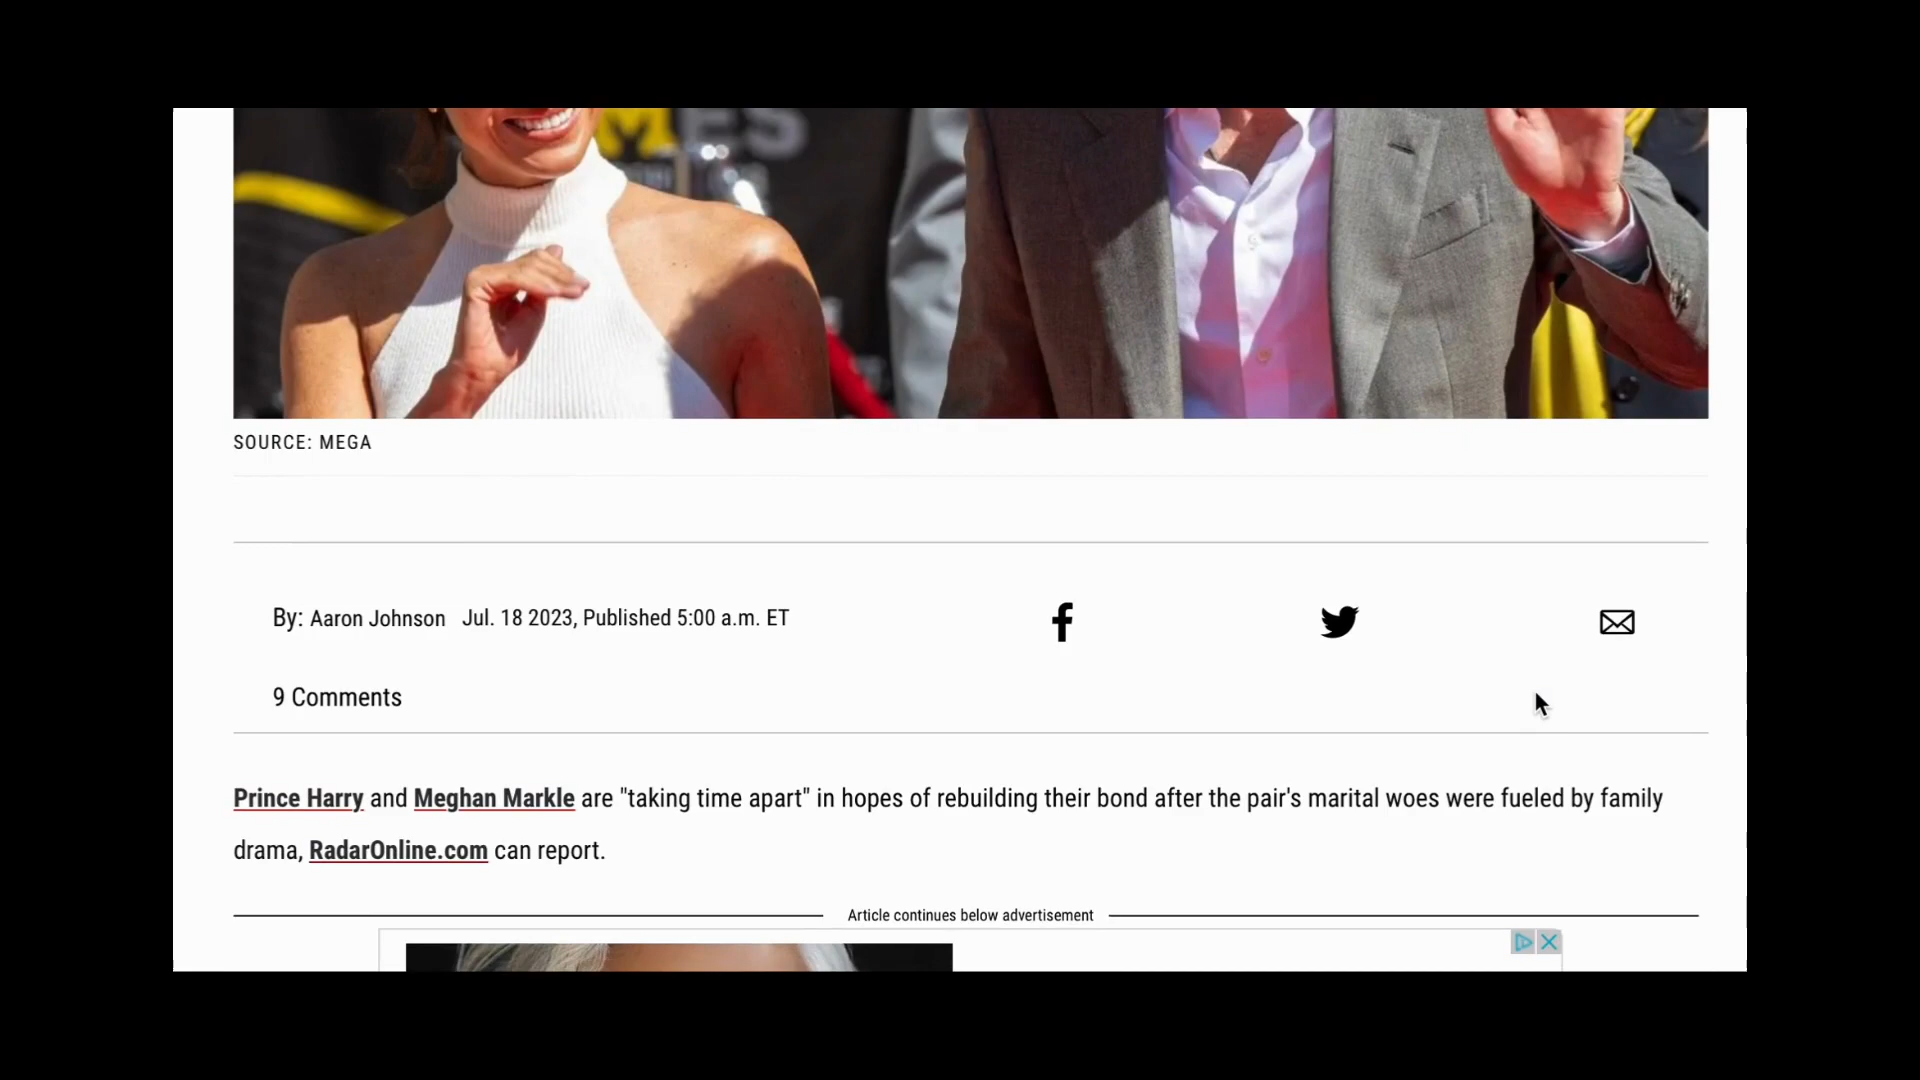 MES
SOURCE: MEGA
By: Aaron Johnson Jul. 18 2023, Published 5:00 a.m. ET
9 Comments
Prince Harry and Meghan Markle are "taking time apart" in hopes of rebuilding their bond after the pair's marital woes were fueled by family
drama, RadarOnline.com can report.
Article continues below advertisement